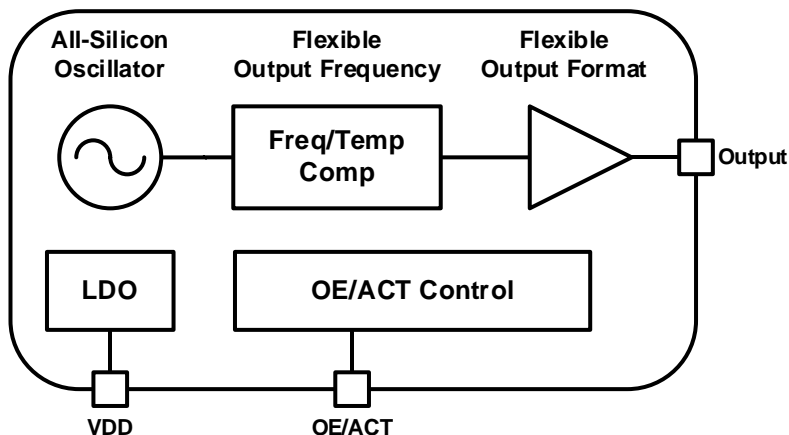 All-Silicon
Oscillator
Flexible
Output Frequency
Flexible
Output Format
Freq/Temp
Comp
Output
LDO
OE/ACT Control
VDD
OE/ACT